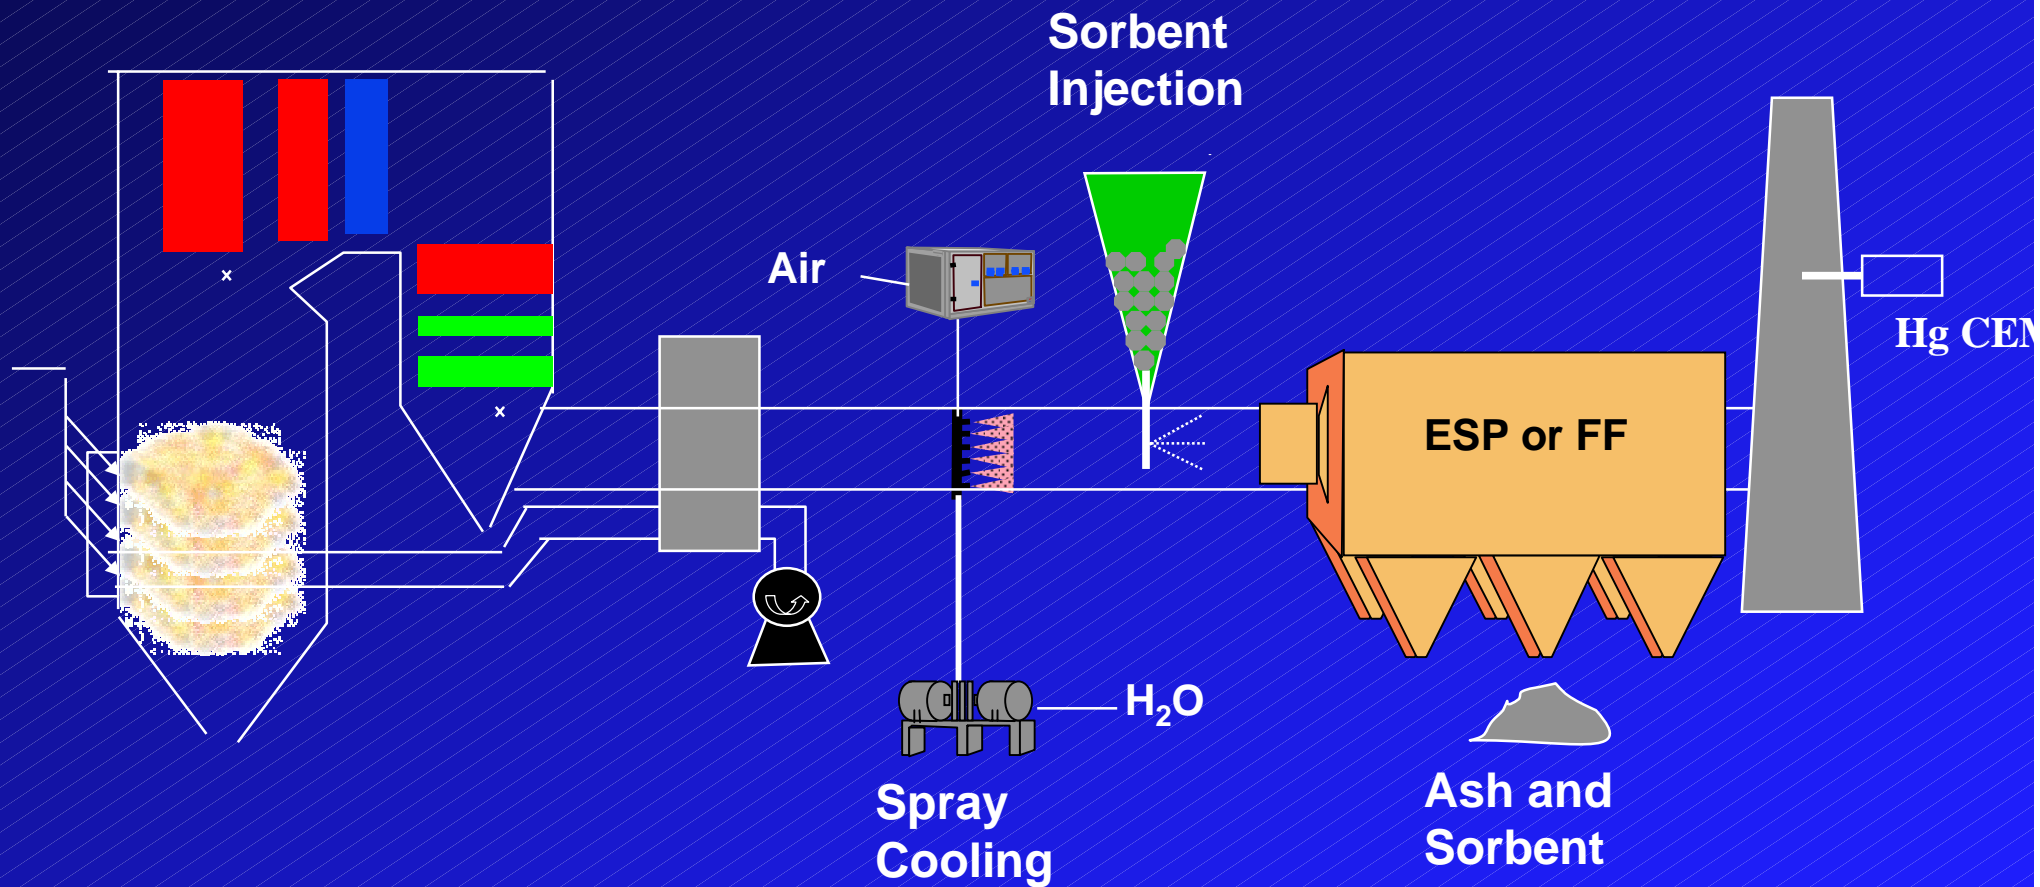 Sorbent
Injection
Air
Hg CEM
ESP or FF
H₂O
Spray
Cooling
Ash and
Sorbent